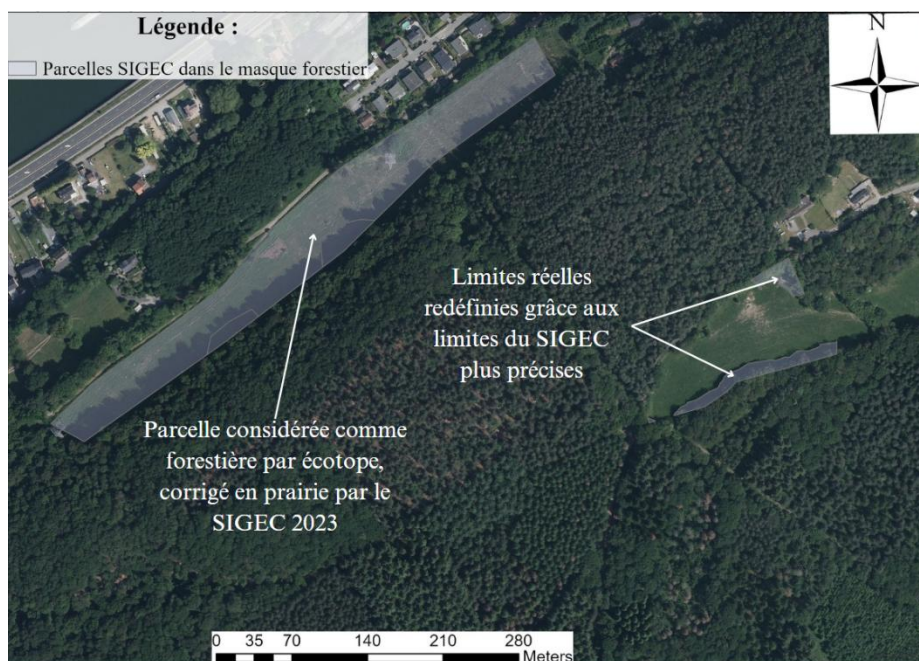 Légende :
Parcelles SIGEC dans le masque forestier
N
Limites réelles
redéfinies grâce aux
limites du SIGEC
plus précises
Parcelle considérée comme
forestière par écotope,
corrigé en prairie par le
SIGEC 2023
0 35 70 140 210 280
Meters